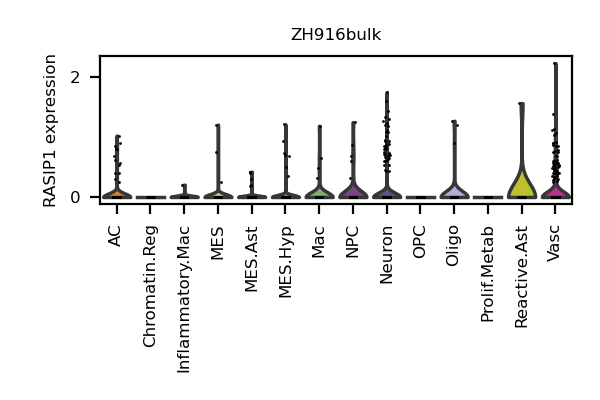 ZH916bulk
RASIP1 expression
2
0
AC
Chromatin.Reg
Inflammatory.Mac
MES
MES.Ast
MES.Hyp
Mac
NPC
Neuron
OPC
Oligo
Prolif.Metab
Reactive.Ast
Vasc